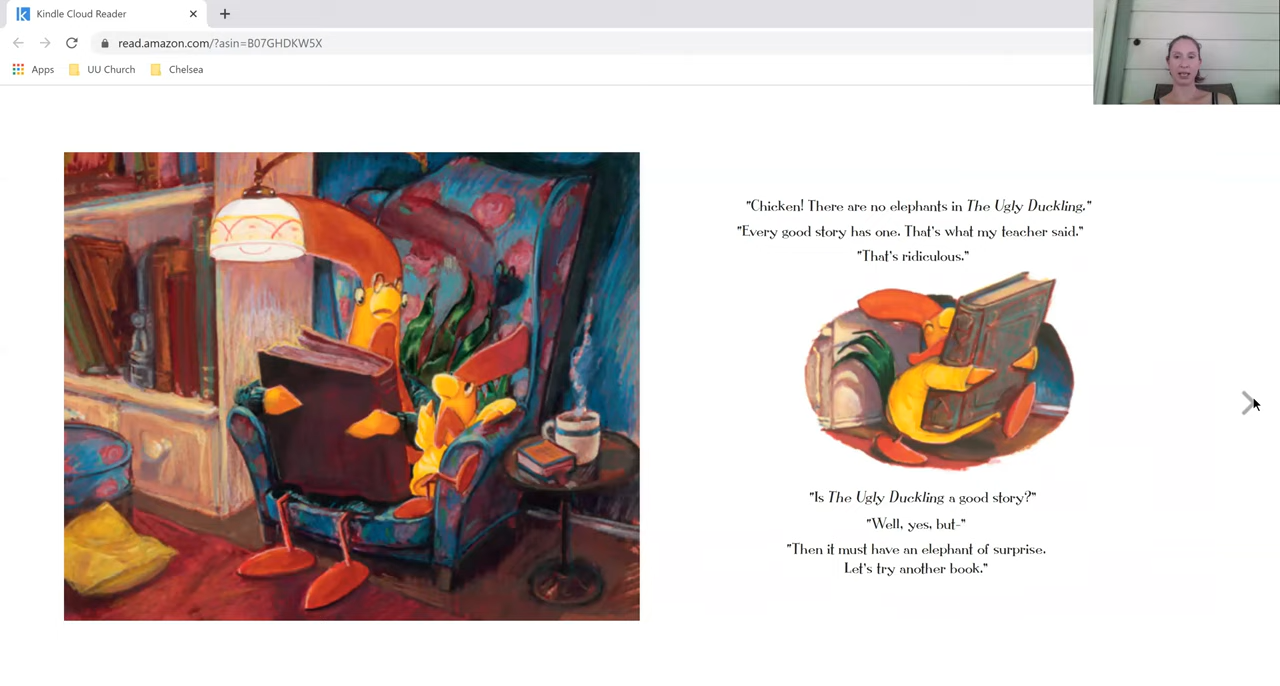 Kindle Cloud Reader
read.amazon.com/?asin=B07GHDKW5X
Apps UU Church Chelsea
"Chicken! There are no elephants in The Ugly Duckling."
"Every good story has one. That's what my teacher said."
"That's ridiculous."
"Is The Ugly Duckling a good story?"
"Well, yes, but-"
"Then it must have an elephant of surprise.
Let's try another book."